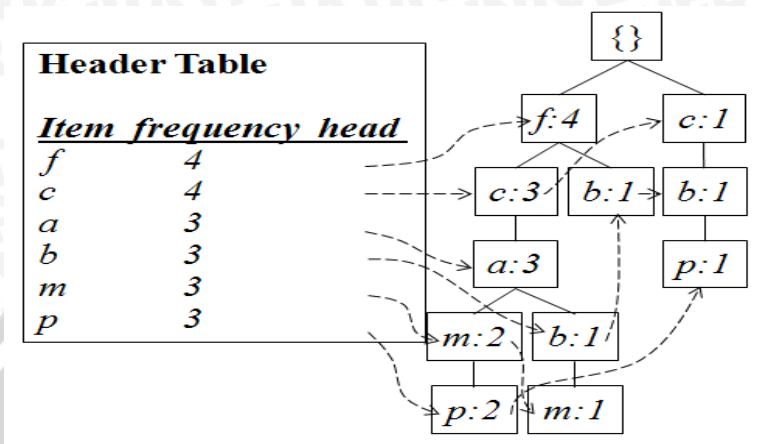 Header Table
Item frequency head
f 4
c 4
a 3
b 3
m 3
p 3
{}
f:4 c:1
c:3 b:1 b:1
a:3 p:1
m:2 b:1
p:2 m:1